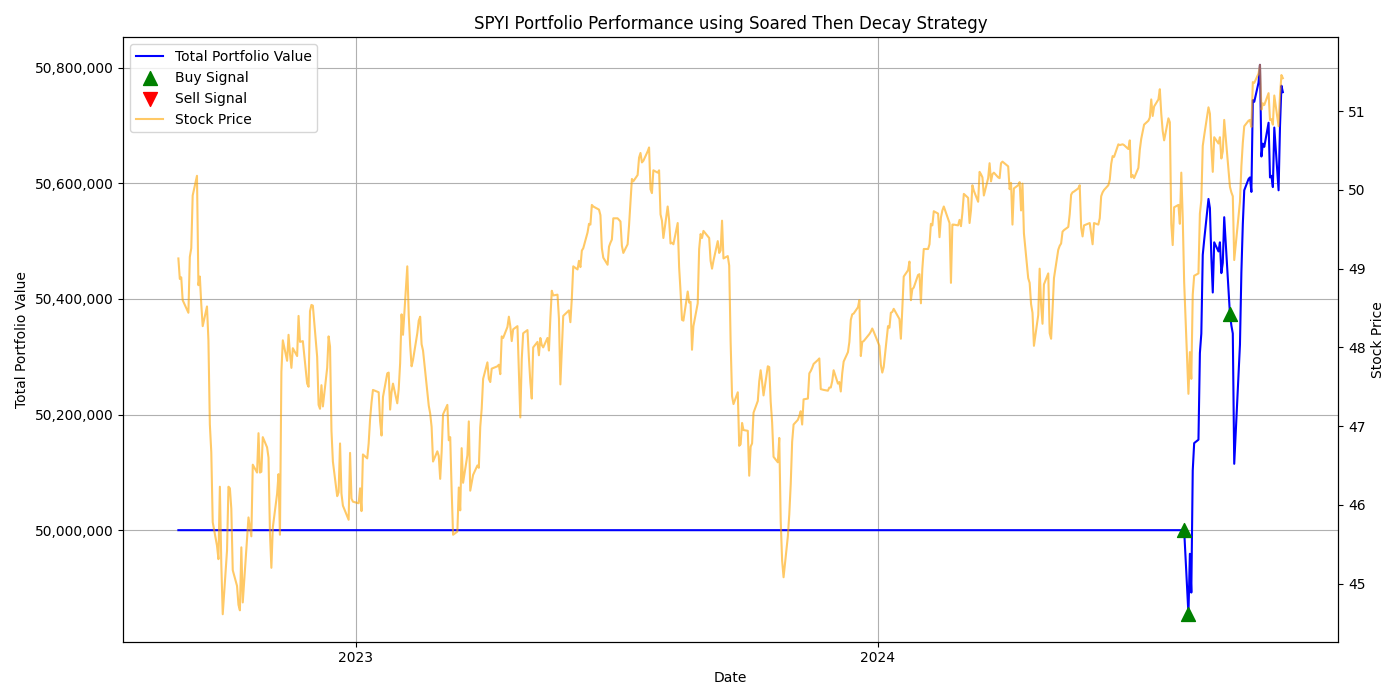 SPYI Portfolio Performance using Soared Then Decay Strategy
Total Portfolio Value
Buy Signal
Sell Signal
Stock Price
50,800,000
50,600,000
50,400,000
50,200,000
50,000,000
Total Portfolio Value
51
50
49
48
47
46
45
Stock Price
2023
2024
Date